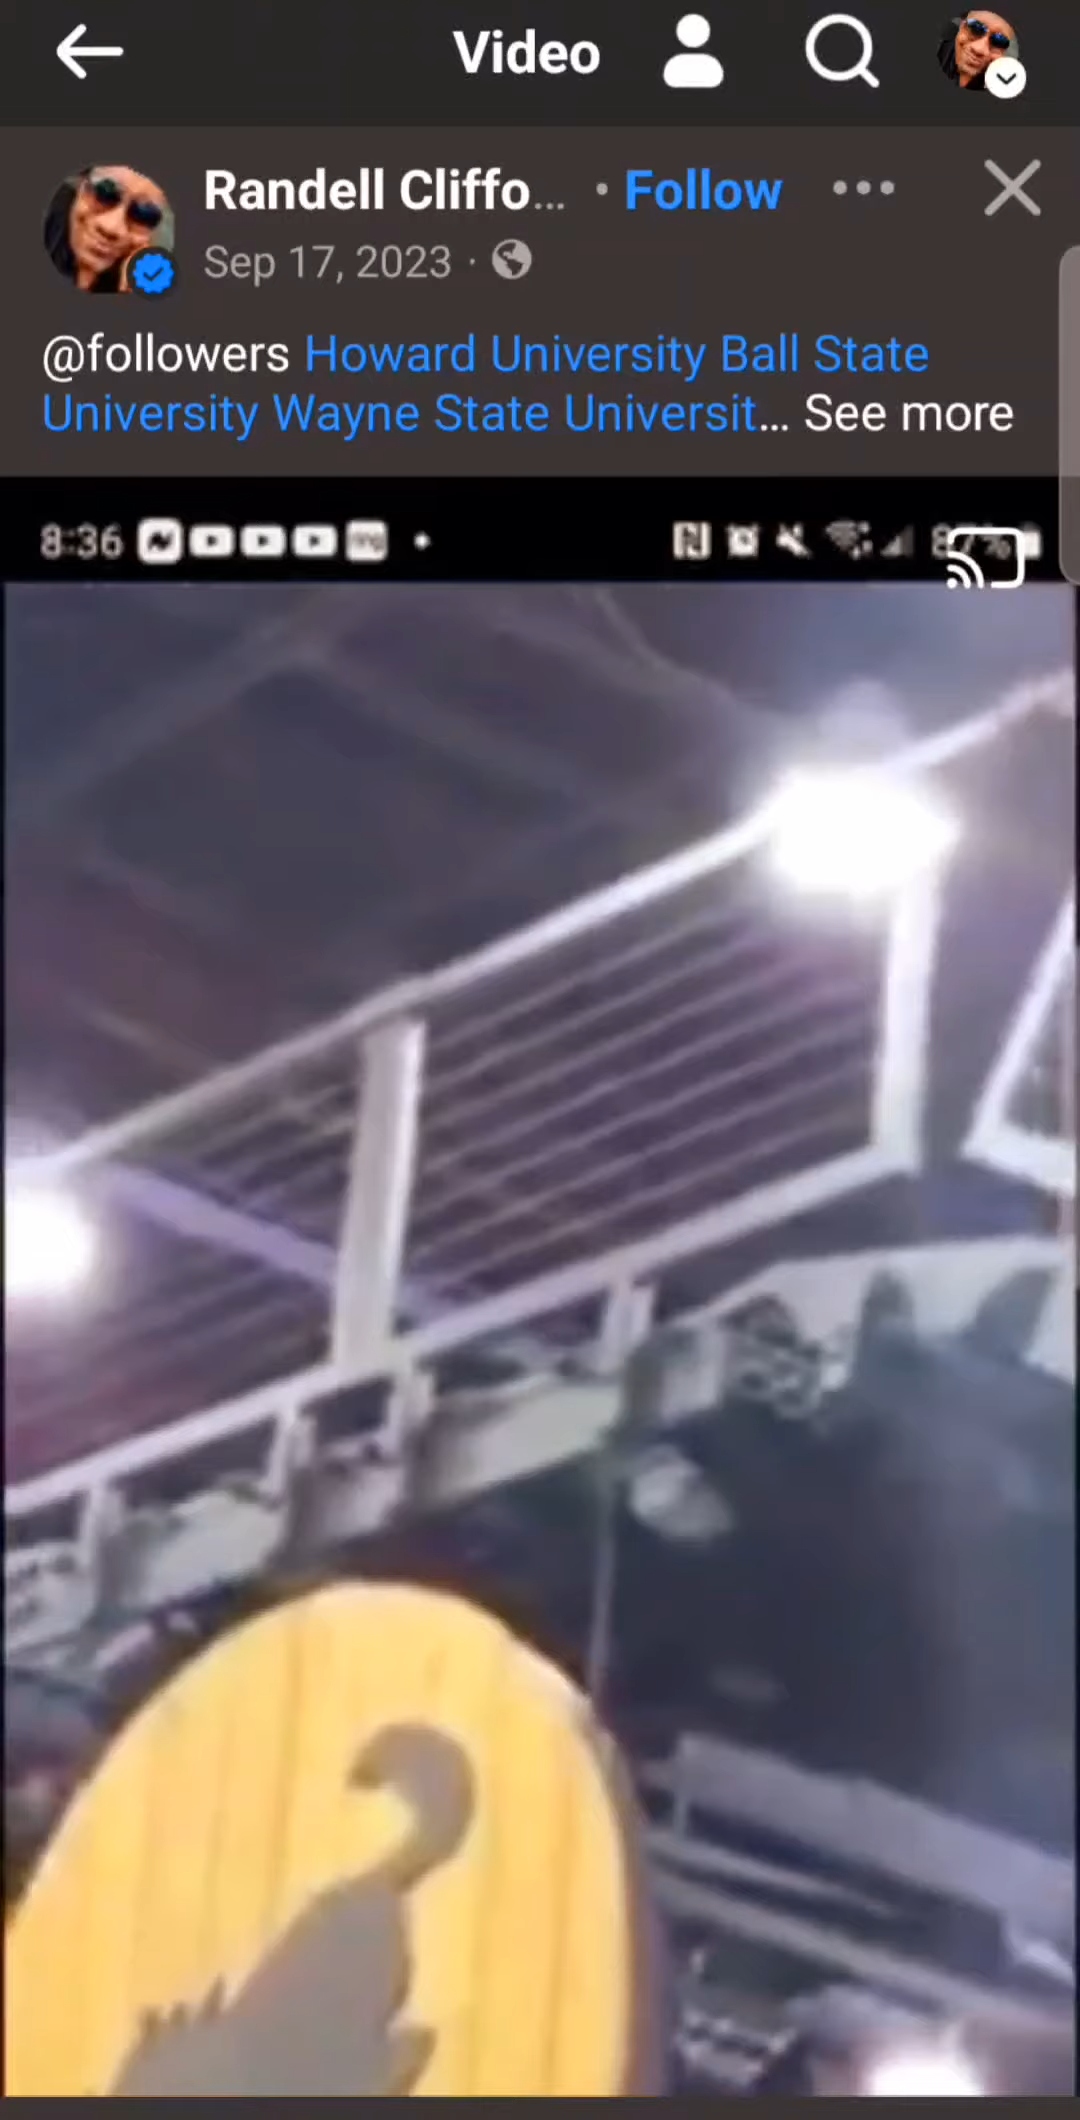 Video
Randell Cliffo... • Follow
Sep 17, 2023 ·
@followers Howard University Ball State
University Wayne State Universit... See more
8:36